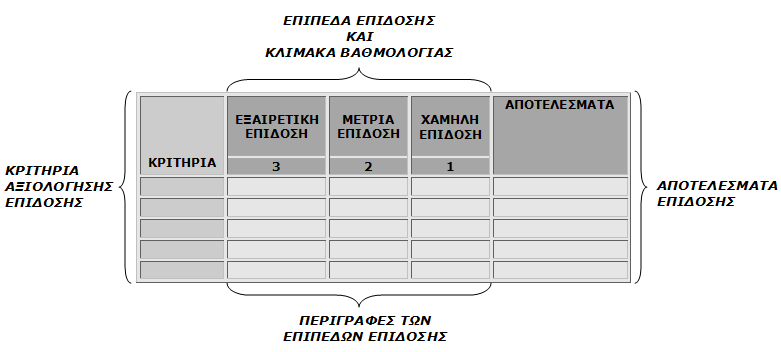 ΕΠΙΠΕΔΑ ΕΠΙΔΟΣΗΣ
ΚΑΙ
ΚΛΙΜΑΚΑ ΒΑΘΜΟΛΟΓΙΑΣ
ΚΡΙΤΗΡΙΑ
ΑΞΙΟΛΟΓΗΣΗΣ
ΕΠΙΔΟΣΗΣ
ΚΡΙΤΗΡΙΑ
ΕΞΑΙΡΕΤΙΚΗ
ΕΠΙΔΟΣΗ
ΜΕΤΡΙΑ
ΕΠΙΔΟΣΗ
ΧΑΜΗΛΗ
ΕΠΙΔΟΣΗ
ΑΠΟΤΕΛΕΣΜΑΤΑ
3
2
1
ΑΠΟΤΕΛΕΣΜΑΤΑ
ΕΠΙΔΟΣΗΣ
ΠΕΡΙΓΡΑΦΕΣ ΤΩΝ
ΕΠΙΠΕΔΩΝ ΕΠΙΔΟΣΗΣ